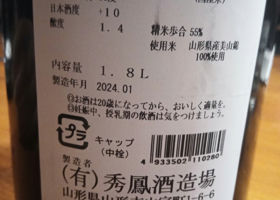 日本酒度 +10
酸度 1.4
精米歩合 55%
使用米 山形県産美山錦
100%使用
内容量 1.8L
製造年月 2024.01
お酒は20歳になってから、おいしく適量を。
妊娠中、授乳期の飲酒は気をつけましょう。
プラ
キャップ
(中栓)
4933502110280
製造者
(有)秀鳳酒造場